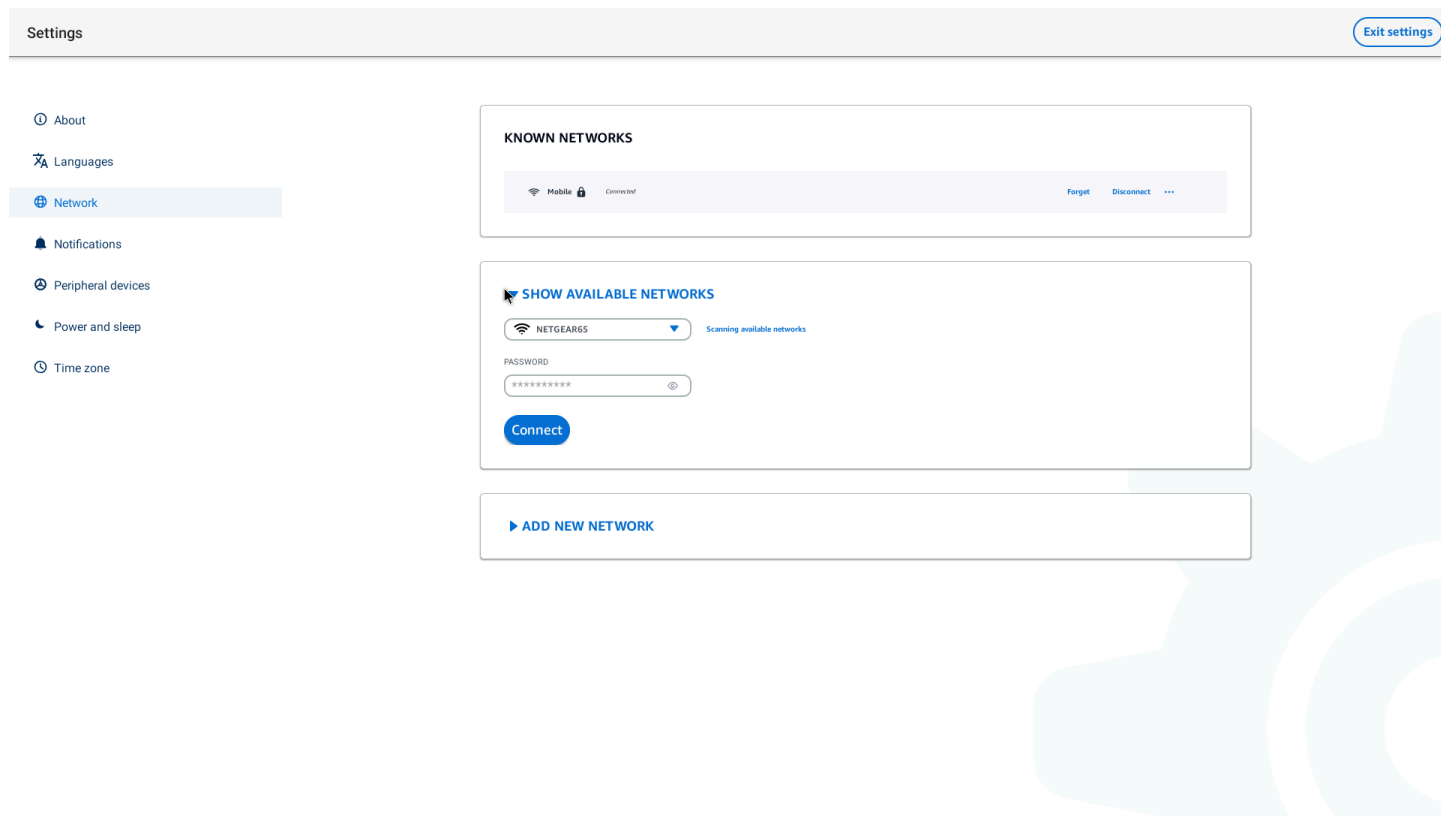 Settings
Exit settings
About
Languages
Network
Notifications
Peripheral devices
Power and sleep
Time zone
KNOWN NETWORKS
Mobile Connected Forget Disconnect ...
SHOW AVAILABLE NETWORKS
NETGEAR65 Scanning available networks
PASSWORD
**********
Connect
ADD NEW NETWORK